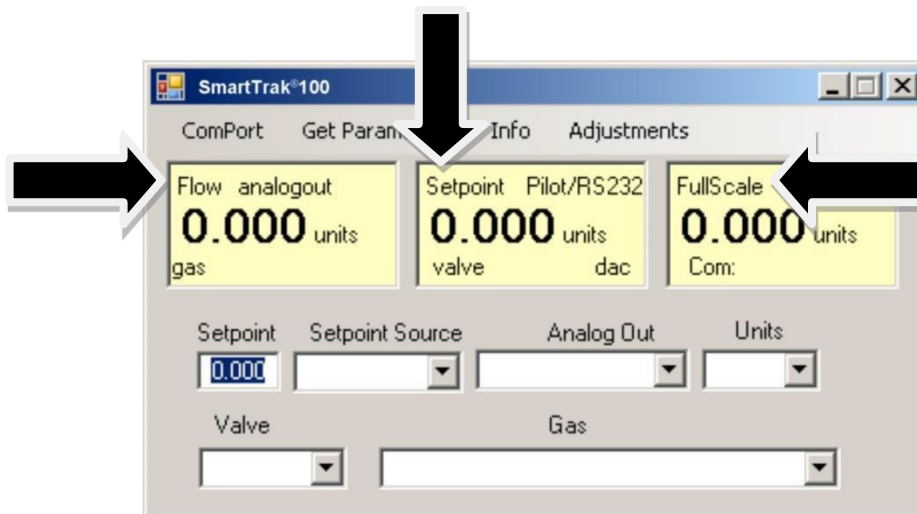 SmartTrak®100
ComPort Get Param Info Adjustments
Flow analogout
0.000 units
gas
Setpoint Pilot/RS232
0.000 units
valve dac
FullScale
0.000 units
Com:
Setpoint Setpoint Source Analog Out Units
0.000
Valve Gas